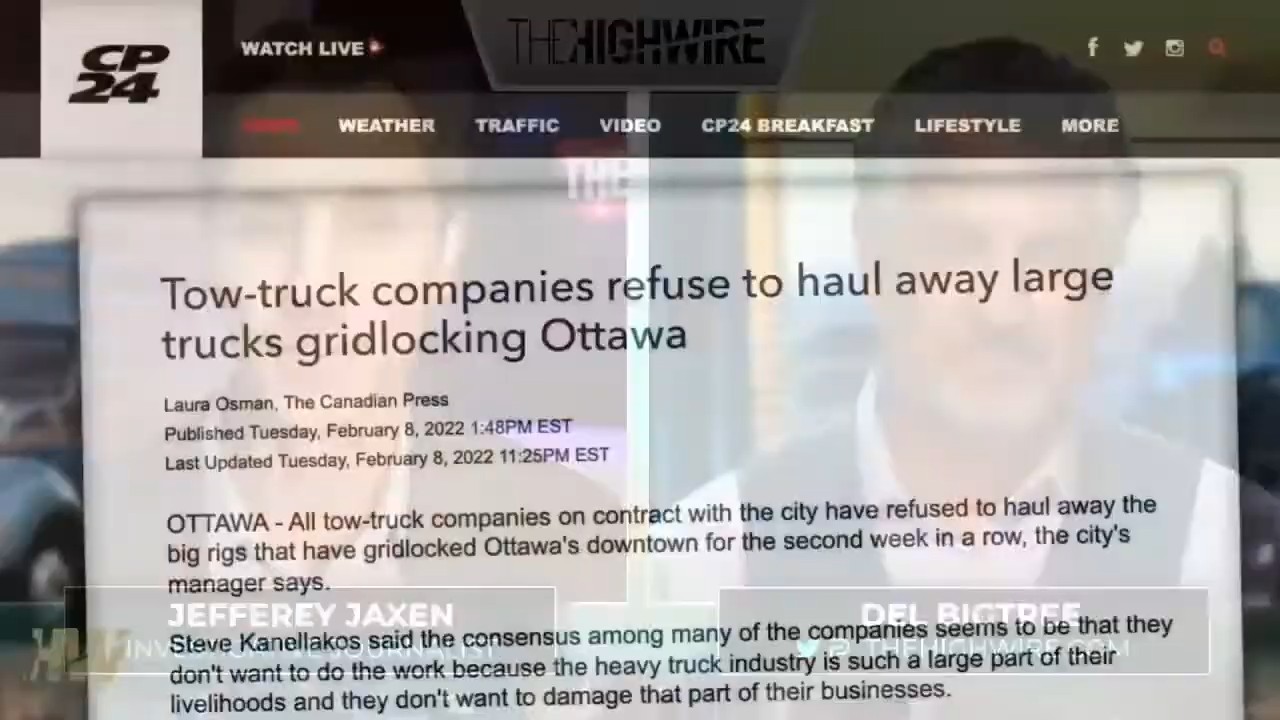 THEHIGHWIRE
CP
24
WATCH LIVE
NEWS
WEATHER
TRAFFIC
VIDEO
CP24 BREAKFAST
LIFESTYLE
MORE
THE
Tow-truck companies refuse to haul away large
trucks gridlocking Ottawa
Laura Osman, The Canadian Press
Published Tuesday, February 8, 2022 1:48PM EST
Last Updated Tuesday, February 8, 2022 11:25PM EST
OTTAWA - All tow-truck companies on contract with the city have refused to haul away the
big rigs that have gridlocked Ottawa's downtown for the second week in a row, the city's
manager says.
JEFFEREY JAXEN
DEL BIGTREE
Steve Kanellakos said the consensus among many of the companies seems to be that they
don't want to do the work because the heavy truck industry is such a large part of their
livelihoods and they don't want to damage that part of their businesses.